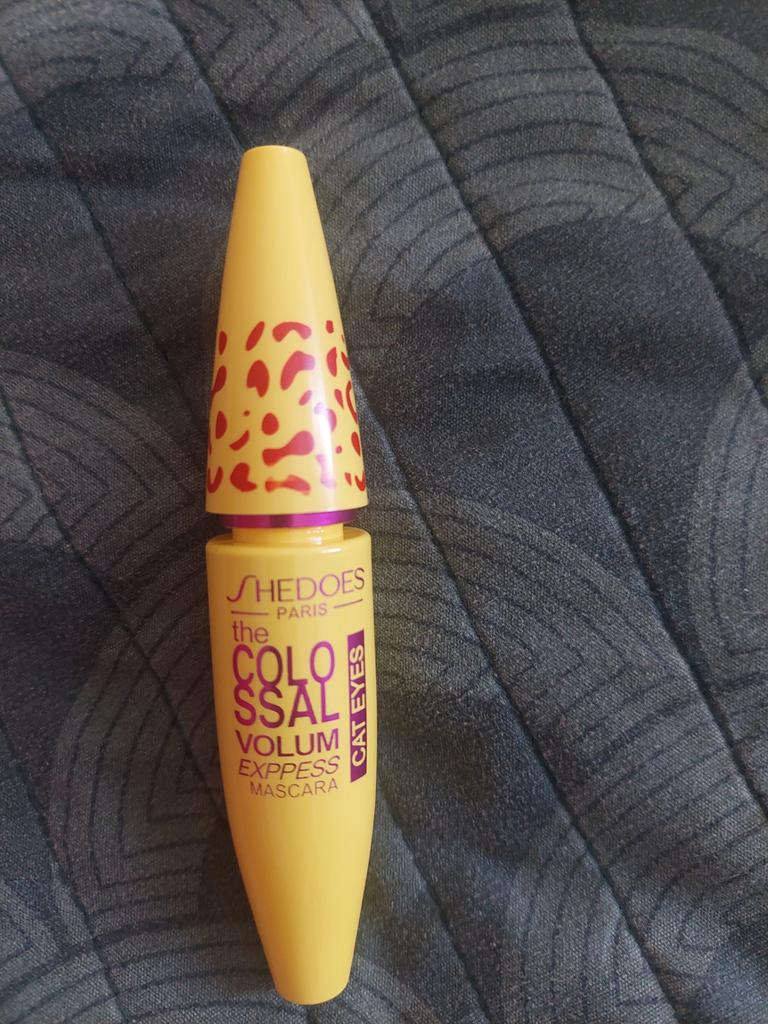 SHEDOES
PARIS
the
COLO
SSAL
VOLUM
EXPPESS
MASCARA
CAT EYES